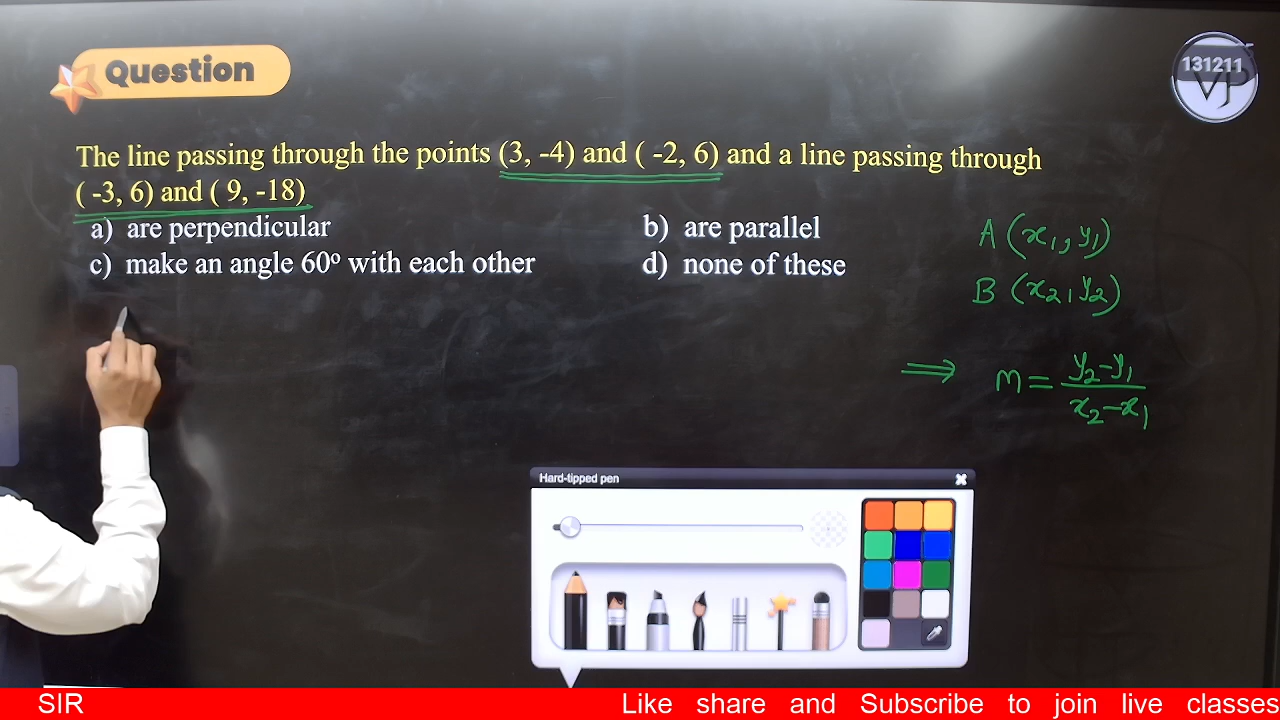 Question
131211
VP
The line passing through the points (3, -4) and ( -2, 6) and a line passing through
( -3, 6) and ( 9, -18)
a) are perpendicular
b) are parallel
c) make an angle 60º with each other
d) none of these
A (x₁, y₁)
B (x₂, y₂)
⇒ m = y₂-y₁ / x₂-x₁
Hard-tipped pen
SIR Like share and Subscribe to join live classes